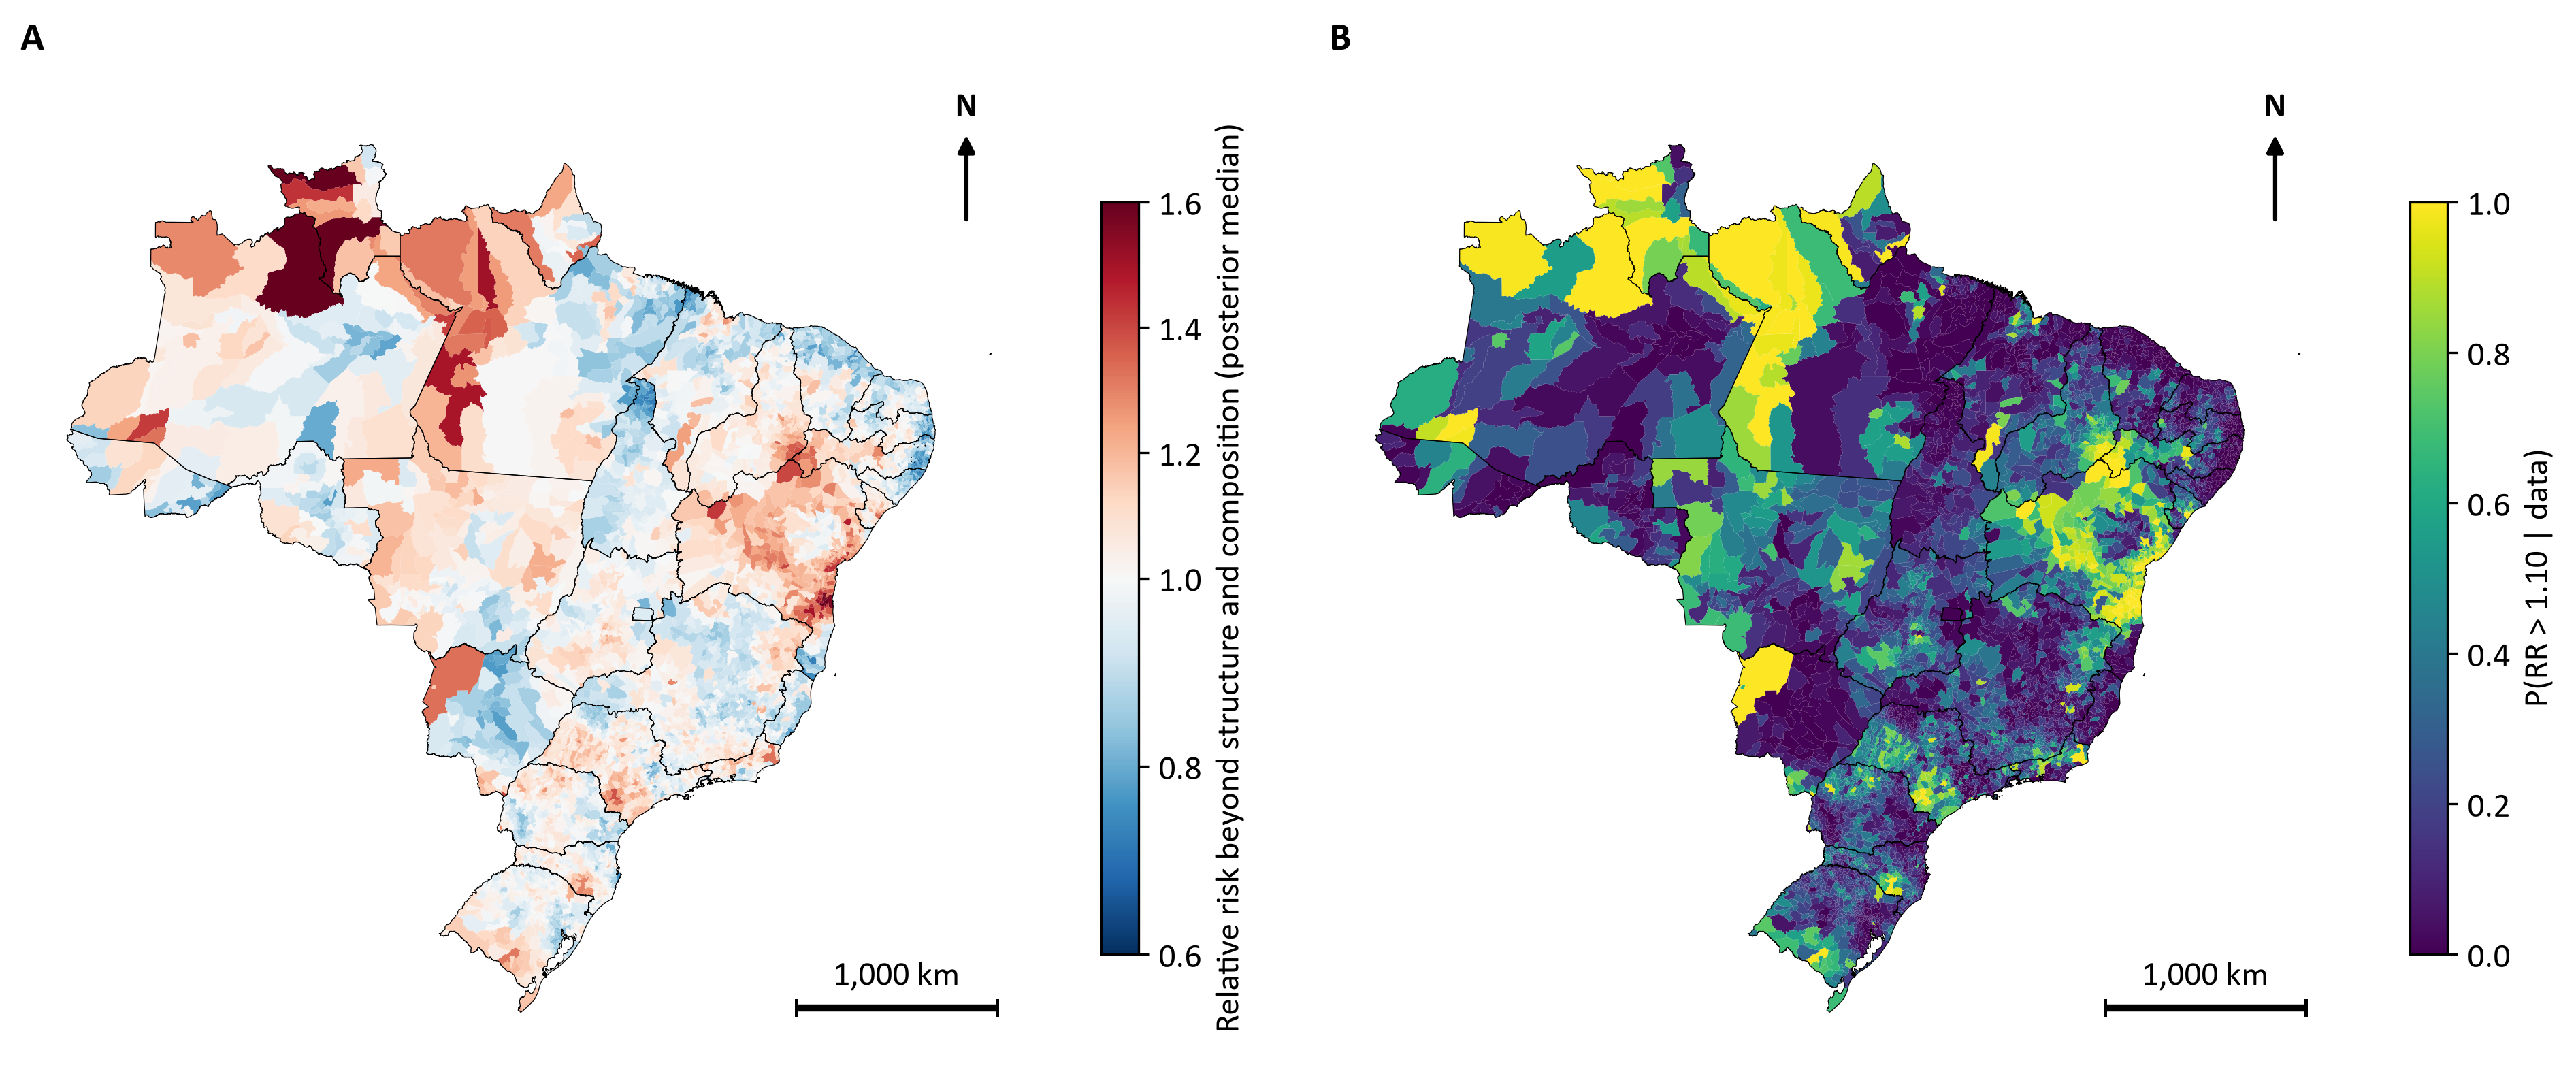 A
N
1.6
1.4
1.2
1.0
0.8
0.6
Relative risk beyond structure and composition (posterior median)
1,000 km
B
N
1.0
0.8
0.6
0.4
0.2
0.0
P(RR > 1.10 | data)
1,000 km